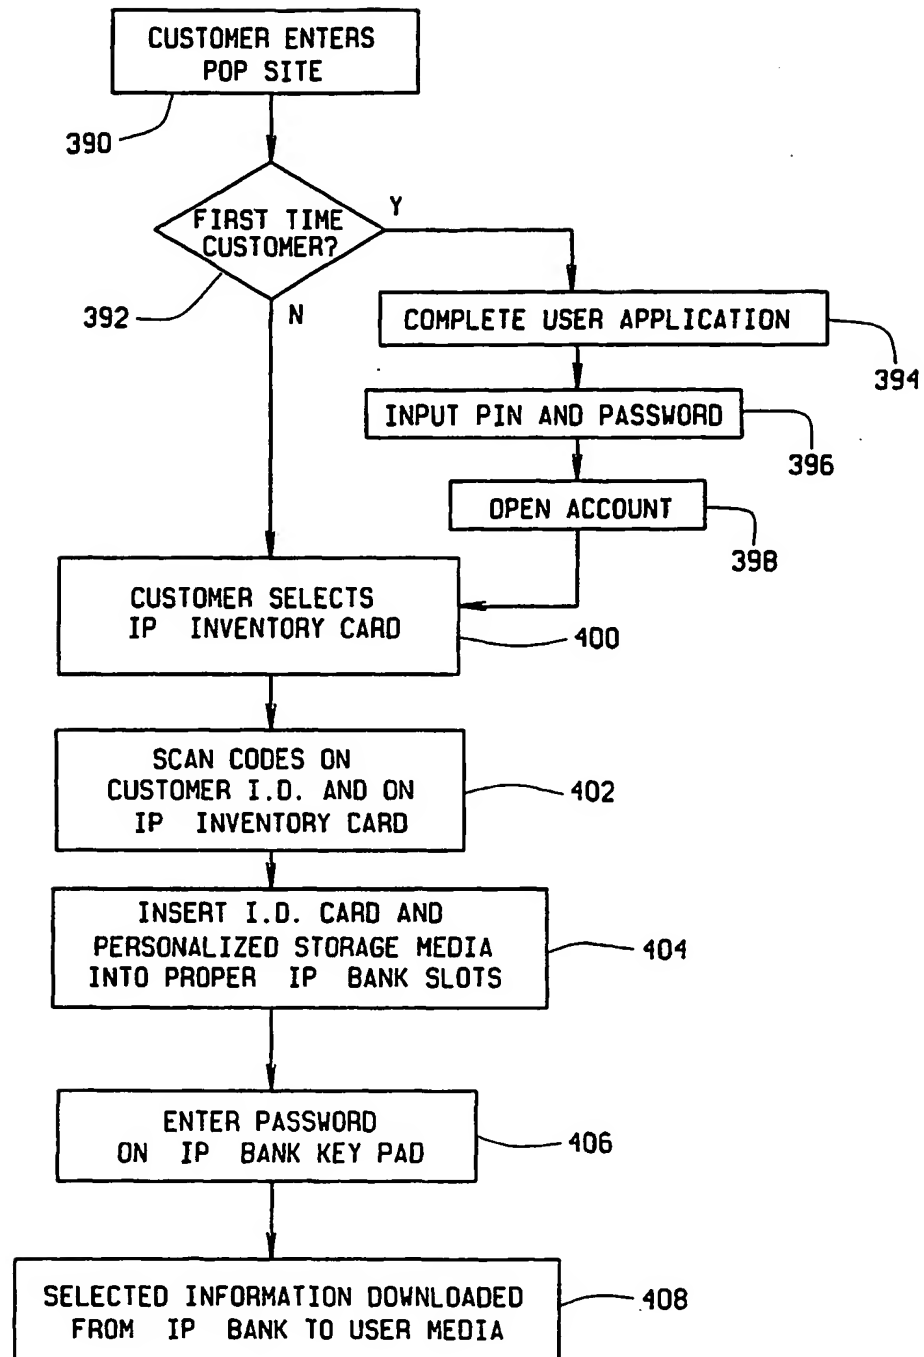 CUSTOMER ENTERS
POP SITE
390
FIRST TIME
CUSTOMER?
Y
392
N
COMPLETE USER APPLICATION
394
INPUT PIN AND PASSWORD
396
OPEN ACCOUNT
398
CUSTOMER SELECTS
IP INVENTORY CARD
400
SCAN CODES ON
CUSTOMER I.D. AND ON
IP INVENTORY CARD
402
INSERT I.D. CARD AND
PERSONALIZED STORAGE MEDIA
INTO PROPER IP BANK SLOTS
404
ENTER PASSWORD
ON IP BANK KEY PAD
406
SELECTED INFORMATION DOWNLOADED
FROM IP BANK TO USER MEDIA
408